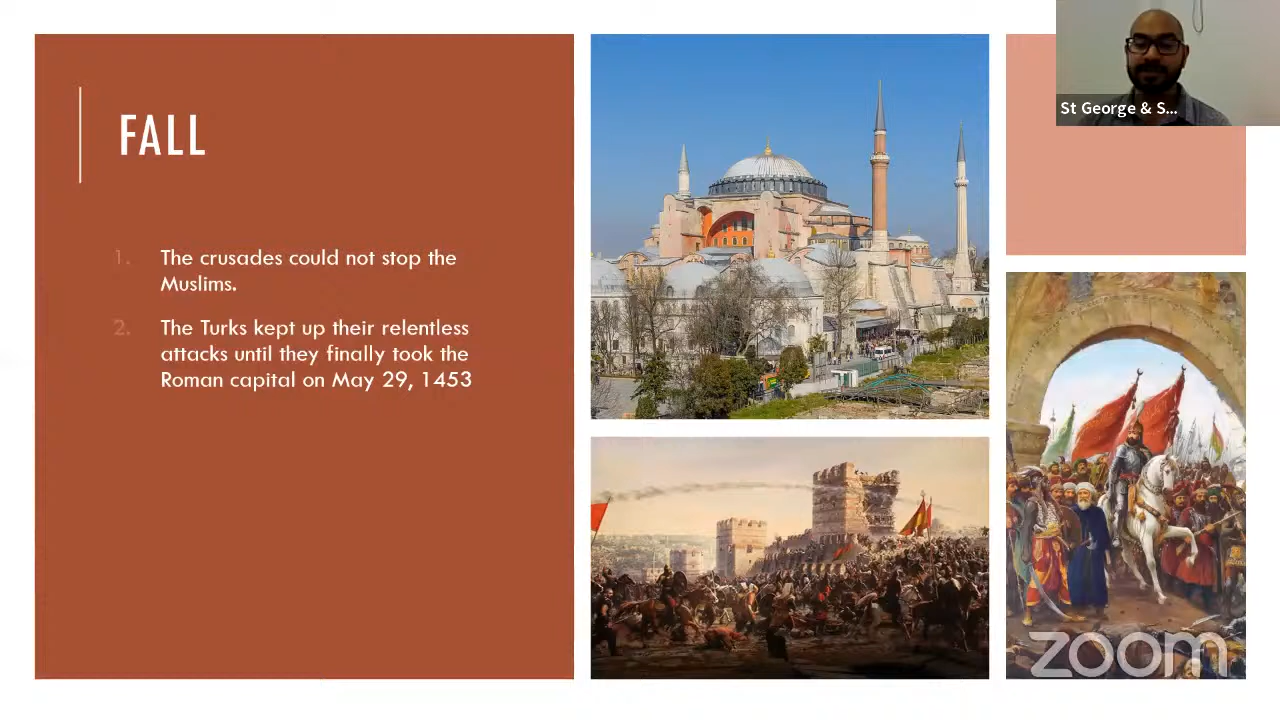 FALL
1. The crusades could not stop the
Muslims.
2. The Turks kept up their relentless
attacks until they finally took the
Roman capital on May 29, 1453
St George & S...
zoom